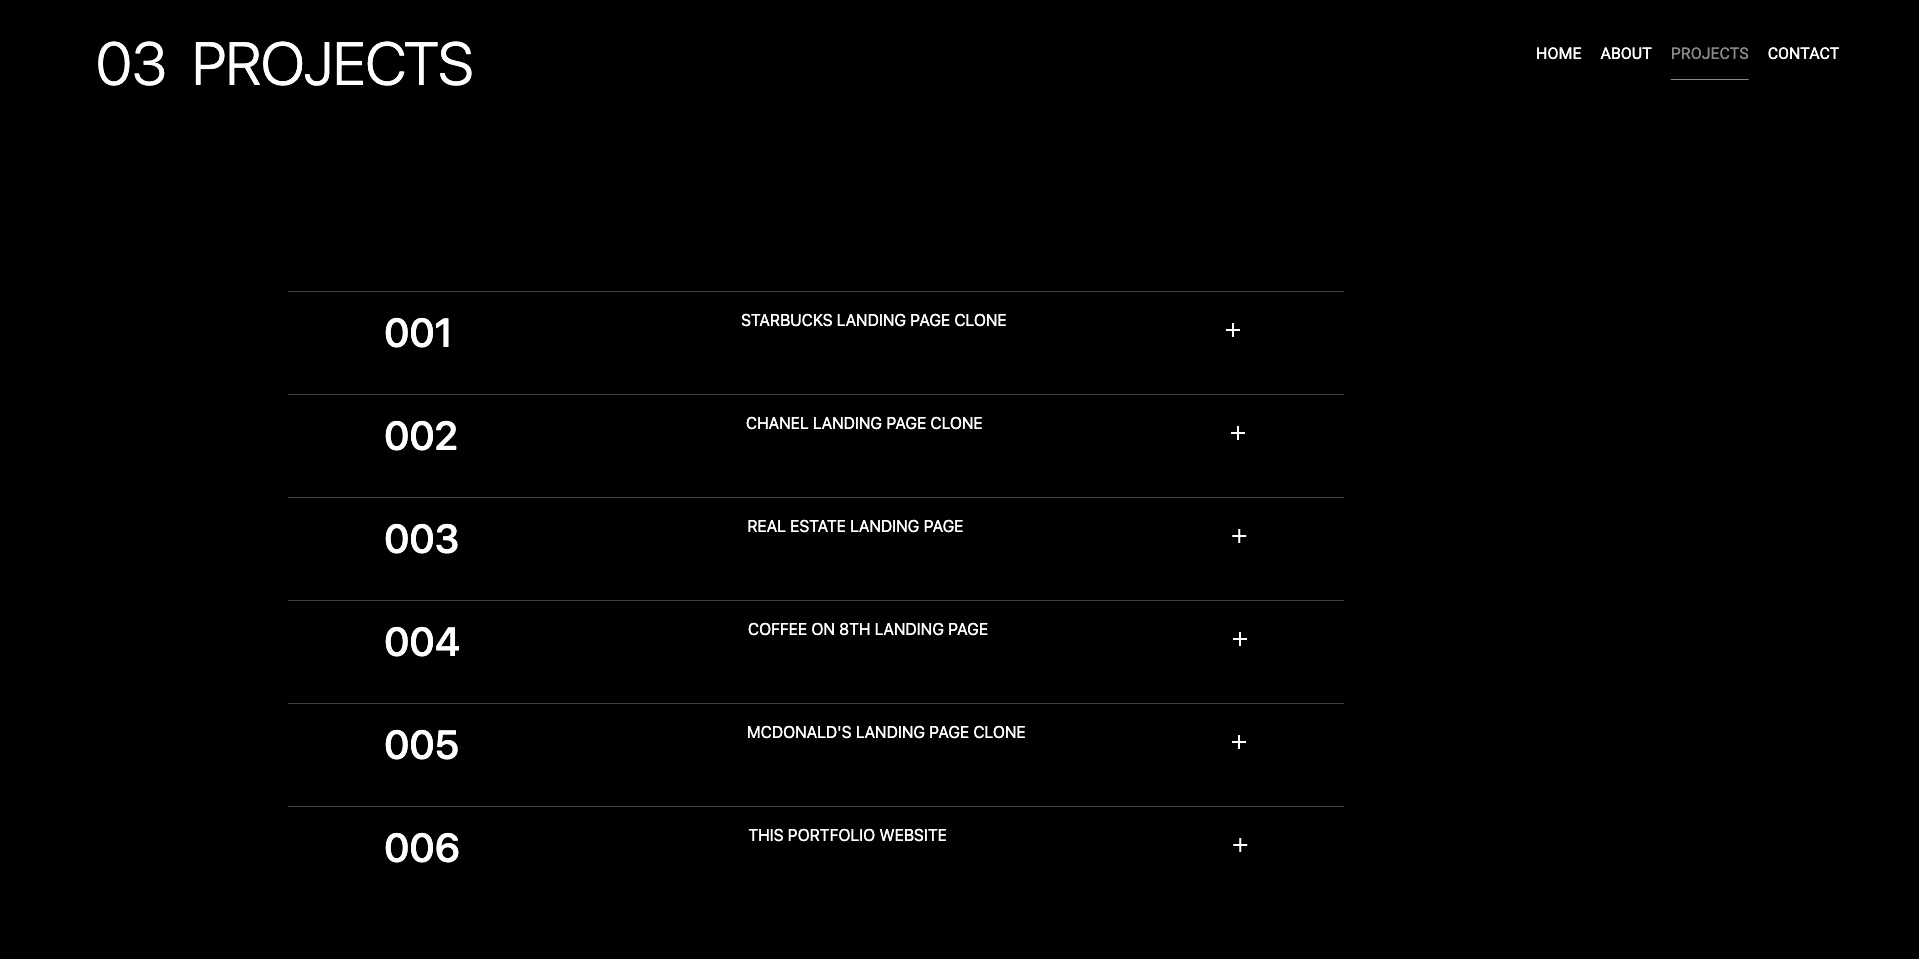 03 PROJECTS
HOME ABOUT PROJECTS CONTACT
001 STARBUCKS LANDING PAGE CLONE +
002 CHANEL LANDING PAGE CLONE +
003 REAL ESTATE LANDING PAGE +
004 COFFEE ON 8TH LANDING PAGE +
005 MCDONALD'S LANDING PAGE CLONE +
006 THIS PORTFOLIO WEBSITE +